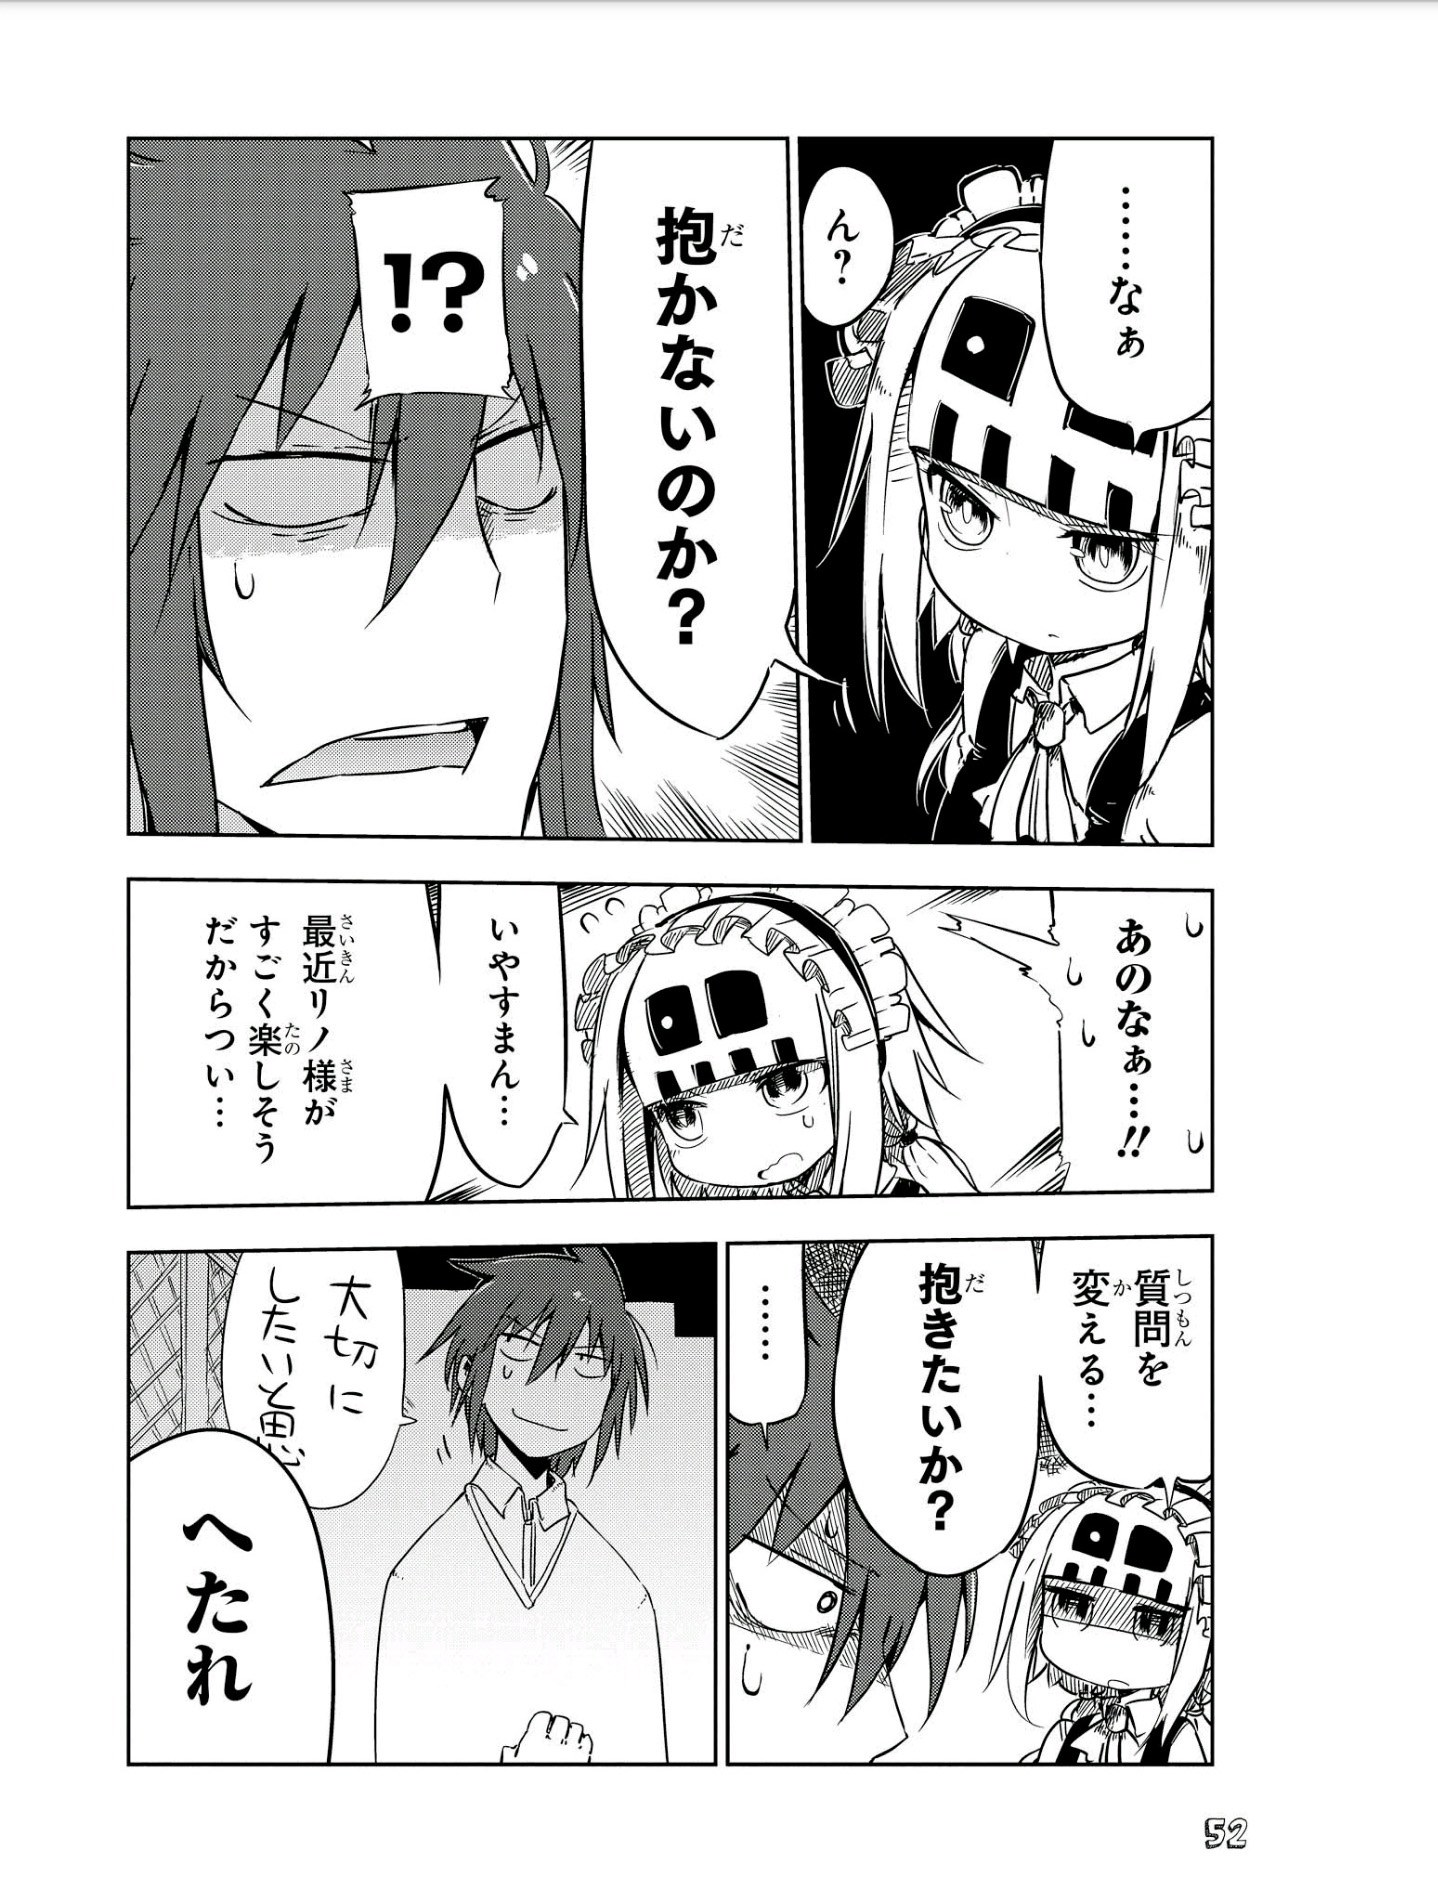 ……なぁ
ん？
抱かないのか？
!?
あのなぁ…!!
いやすまん…
最近リノ様が
すごく楽しそう
だからつい…
質問を
変える…
抱きたいか？
……
大切に
したいと思
へたれ
52